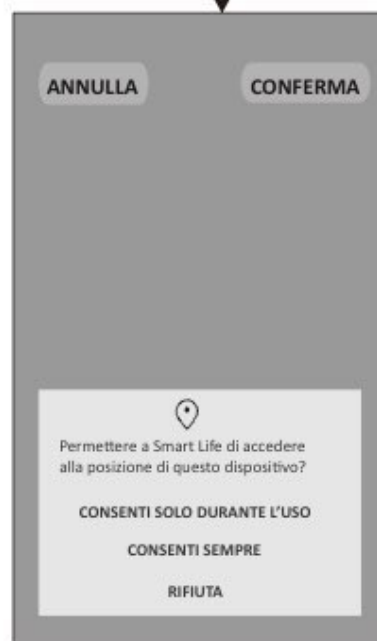 ANNULLA CONFERMA
Permettere a Smart Life di accedere
alla posizione di questo dispositivo?
CONSENTI SOLO DURANTE L'USO
CONSENTI SEMPRE
RIFIUTA